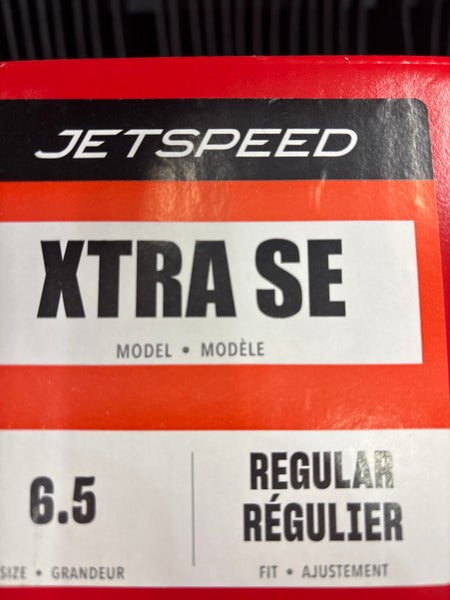 JETSPEED
XTRA SE
MODEL • MODÈLE
6.5
SIZE • GRANDEUR
REGULAR
RÉGULIER
FIT • AJUSTEMENT